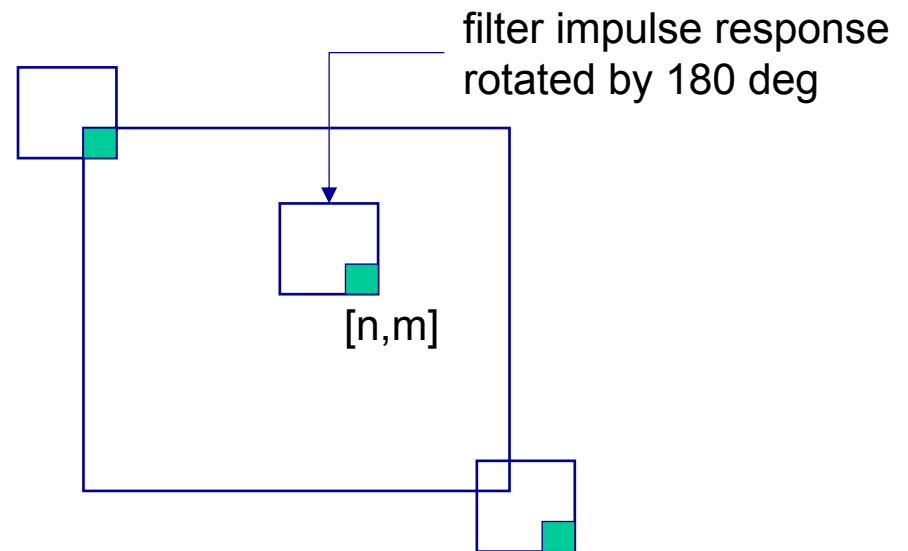 filter impulse response
rotated by 180 deg
[n,m]